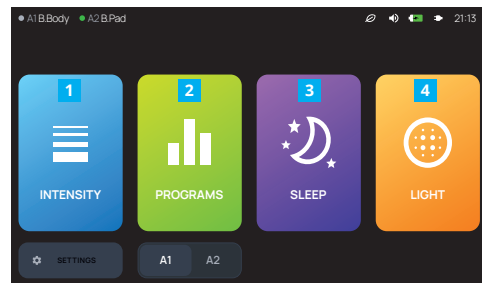 A1 B.Body A2 B.Pad 21:13
1 2 3 4
INTENSITY PROGRAMS SLEEP LIGHT
SETTINGS A1 A2